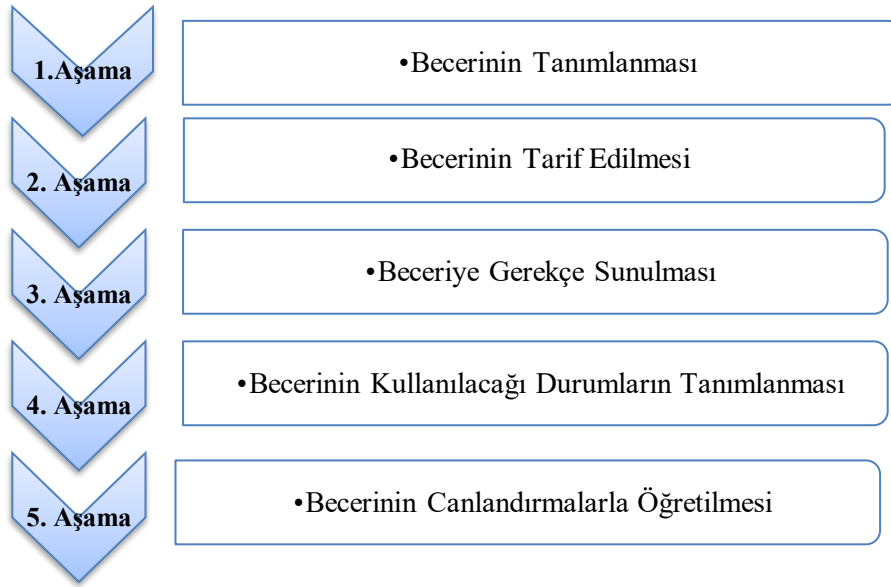 1.Aşama
•Becerinin Tanımlanması
2. Aşama
•Becerinin Tarif Edilmesi
3. Aşama
•Beceriye Gerekçe Sunulması
4. Aşama
•Becerinin Kullanılacağı Durumların Tanımlanması
5. Aşama
•Becerinin Canlandırmalarla Öğretilmesi